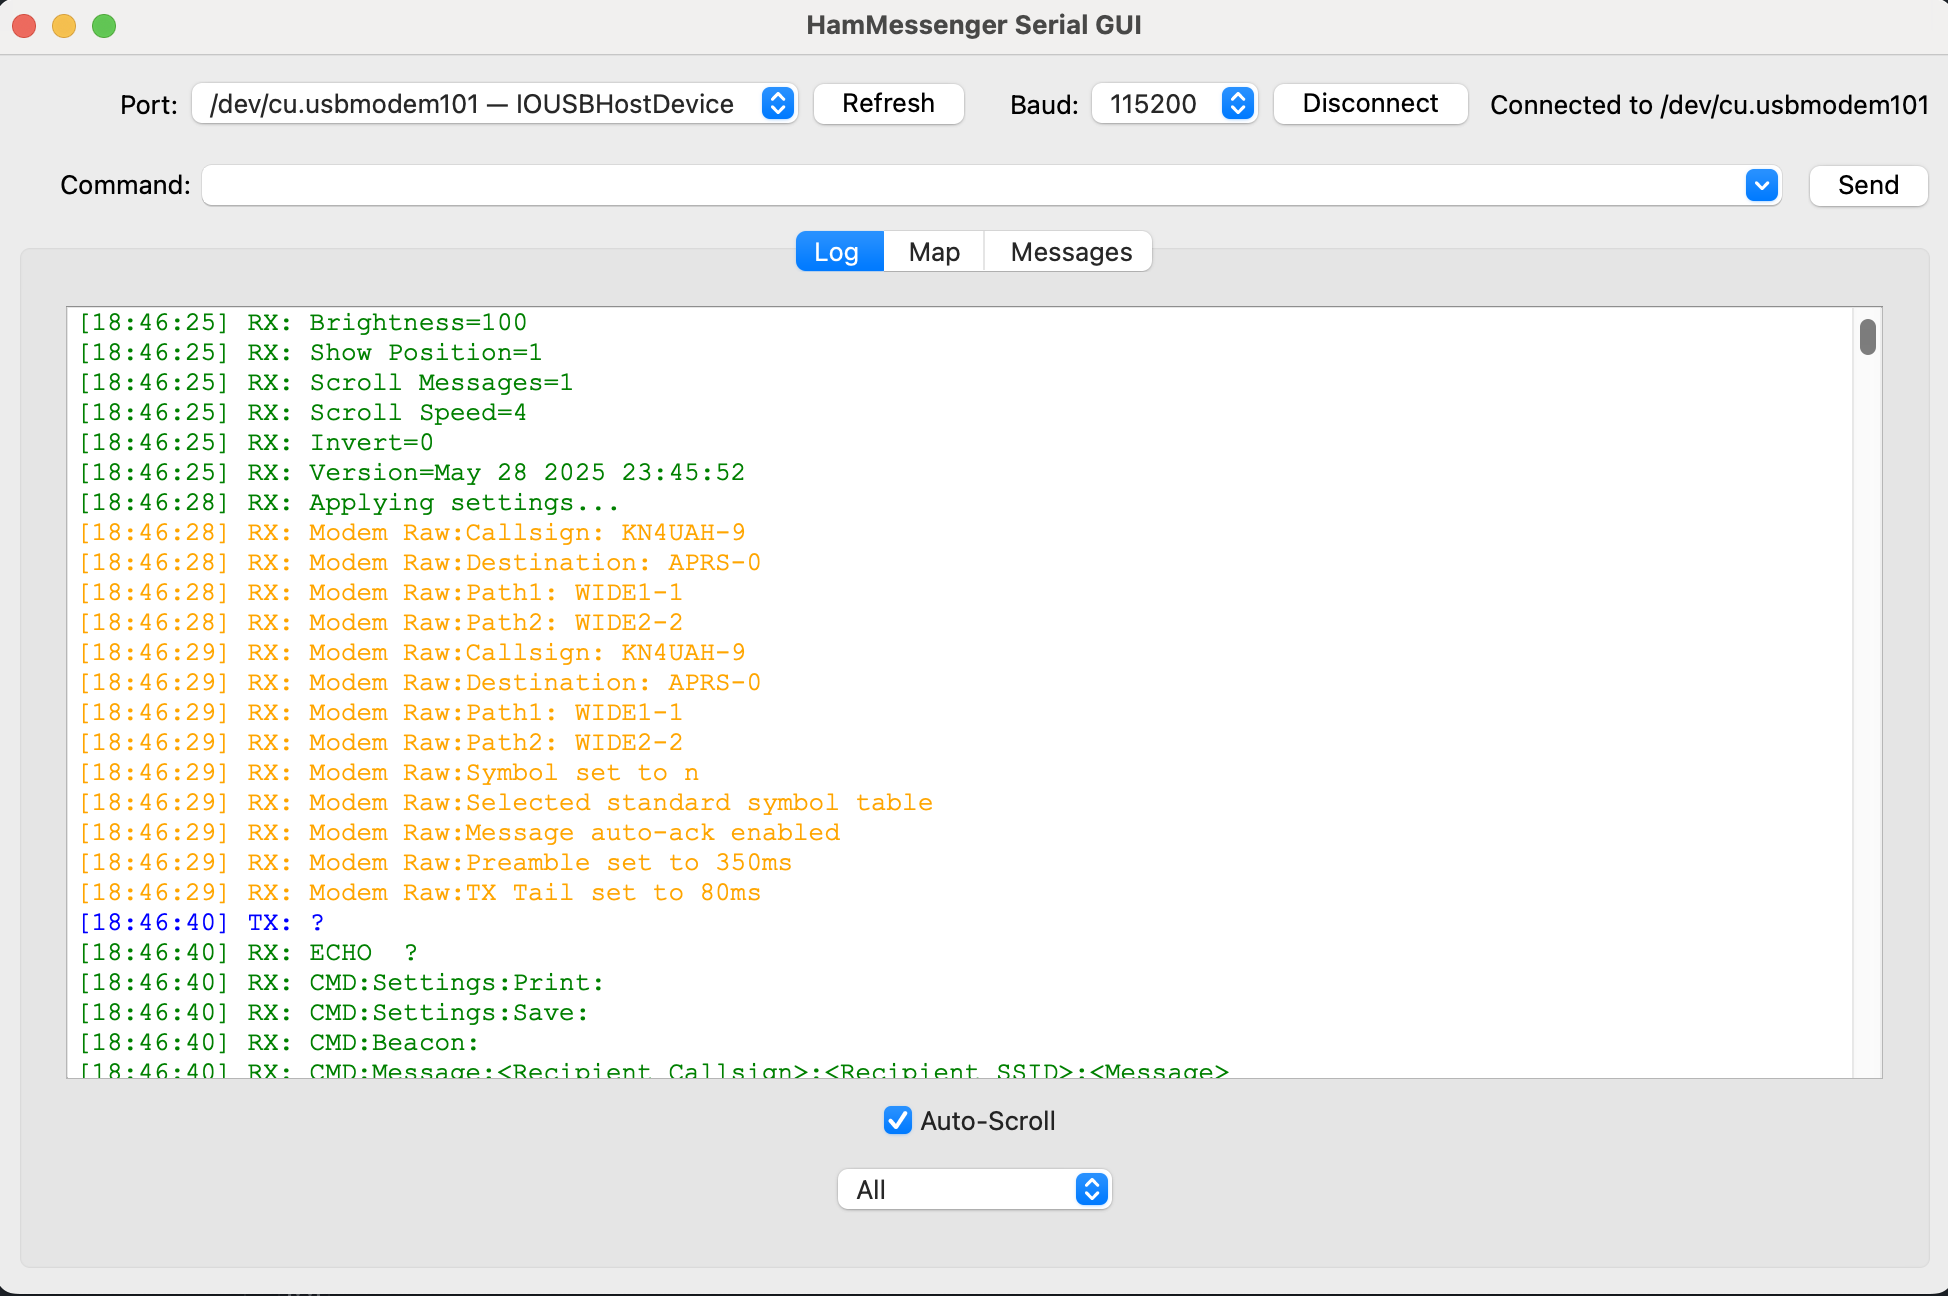 HamMessenger Serial GUI
Port: /dev/cu.usbmodem101 — IOUSBHostDevice Refresh Baud: 115200 Disconnect Connected to /dev/cu.usbmodem101
Command: Send
Log Map Messages
[18:46:25] RX: Brightness=100
[18:46:25] RX: Show Position=1
[18:46:25] RX: Scroll Messages=1
[18:46:25] RX: Scroll Speed=4
[18:46:25] RX: Invert=0
[18:46:25] RX: Version=May 28 2025 23:45:52
[18:46:28] RX: Applying settings...
[18:46:28] RX: Modem Raw:Callsign: KN4UAH-9
[18:46:28] RX: Modem Raw:Destination: APRS-0
[18:46:28] RX: Modem Raw:Path1: WIDE1-1
[18:46:28] RX: Modem Raw:Path2: WIDE2-2
[18:46:29] RX: Modem Raw:Callsign: KN4UAH-9
[18:46:29] RX: Modem Raw:Destination: APRS-0
[18:46:29] RX: Modem Raw:Path1: WIDE1-1
[18:46:29] RX: Modem Raw:Path2: WIDE2-2
[18:46:29] RX: Modem Raw:Symbol set to n
[18:46:29] RX: Modem Raw:Selected standard symbol table
[18:46:29] RX: Modem Raw:Message auto-ack enabled
[18:46:29] RX: Modem Raw:Preamble set to 350ms
[18:46:29] RX: Modem Raw:TX Tail set to 80ms
[18:46:40] TX: ?
[18:46:40] RX: ECHO  ?
[18:46:40] RX: CMD:Settings:Print:
[18:46:40] RX: CMD:Settings:Save:
[18:46:40] RX: CMD:Beacon:
[18:46:40] RX: CMD:Message:<Recipient Callsign>:<Recipient SSID>:<Message>
Auto-Scroll
All